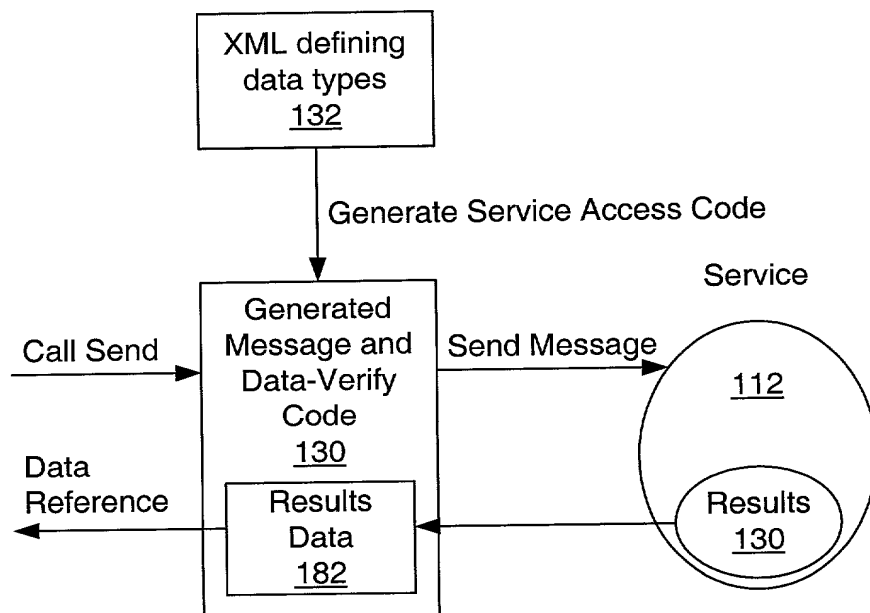 XML defining
data types
132
Generate Service Access Code
Service
Generated
Message and
Data-Verify
Code
130
Call Send
Send Message
112
Data
Reference
Results
Data
182
Results
130